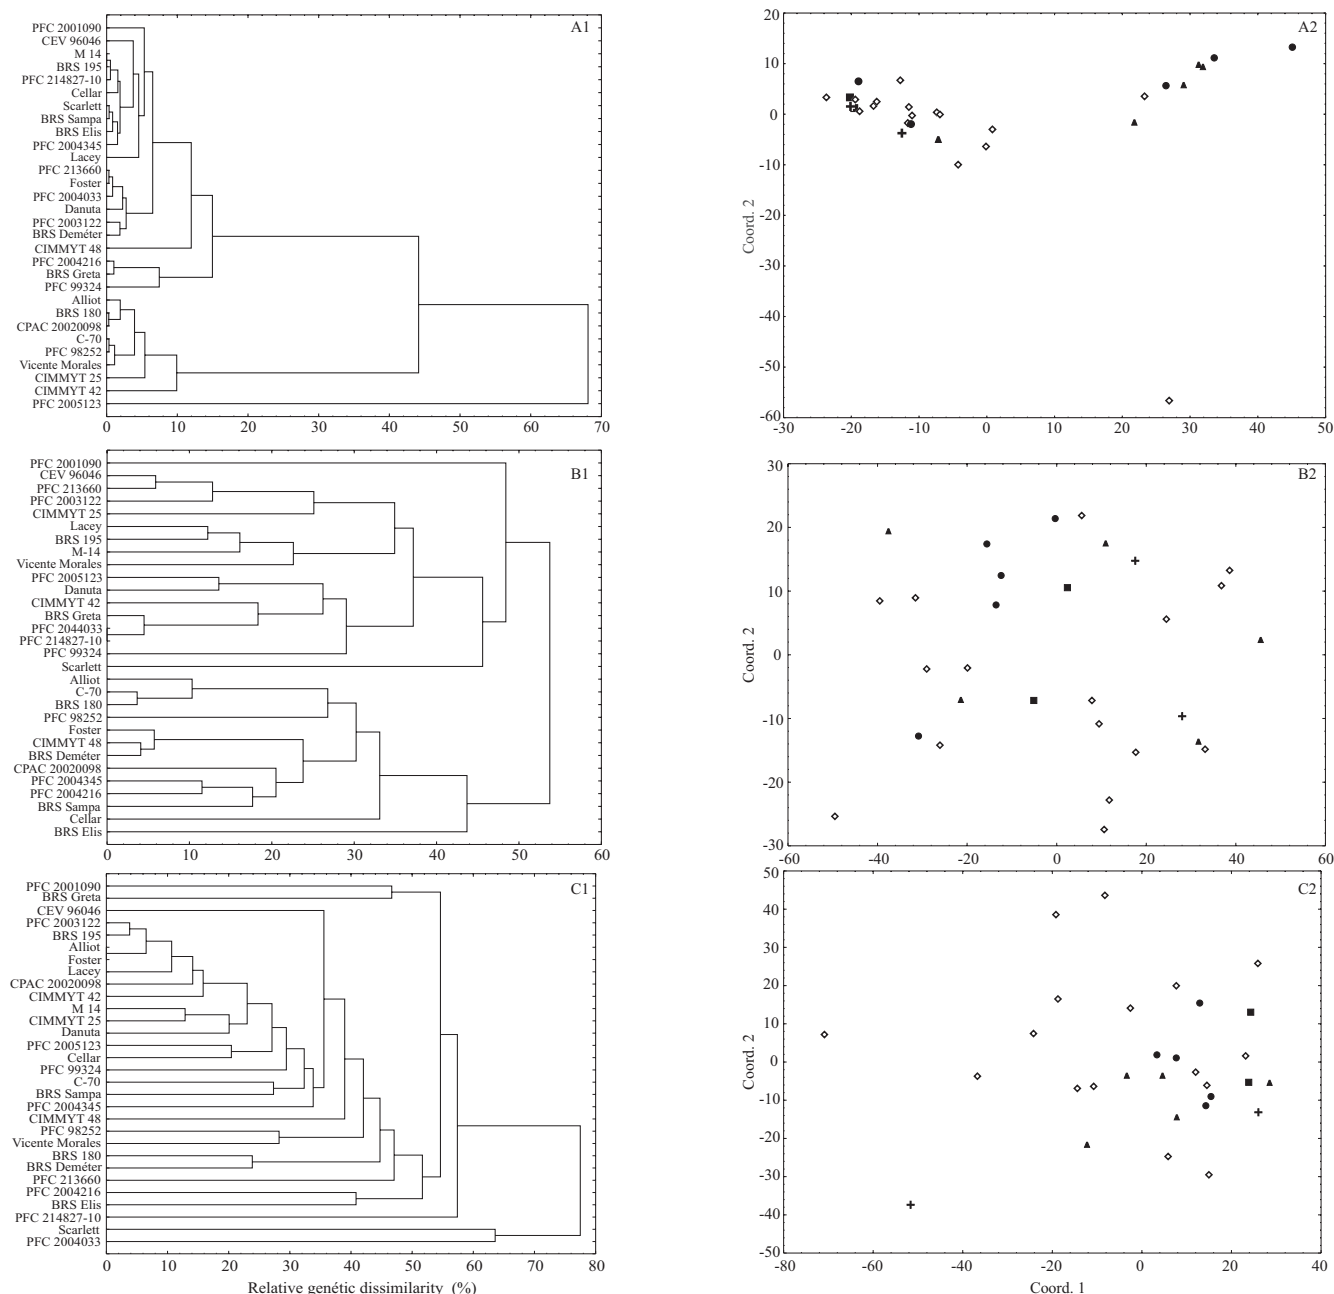 A1
PFC 2001090
CEV 96046
M 14
BRS 195
PFC 214827-10
Cellar
Scarlett
BRS Sampa
BRS Elis
PFC 2004345
Lacey
PFC 213660
Foster
PFC 2004033
Danuta
PFC 2003122
BRS Deméter
CIMMYT 48
PFC 2004216
BRS Greta
PFC 99324
Alliot
BRS 180
CPAC 20020098
C-70
PFC 98252
Vicente Morales
CIMMYT 25
CIMMYT 42
PFC 2005123
0 10 20 30 40 50 60 70
A2
20
10
0
-10
-20
-30
-40
-50
-60
Coord. 2
-30 -20 -10 0 10 20 30 40 50
B1
PFC 2001090
CEV 96046
PFC 213660
PFC 2003122
CIMMYT 25
Lacey
BRS 195
M-14
Vicente Morales
PFC 2005123
Danuta
CIMMYT 42
BRS Greta
PFC 2044033
PFC 214827-10
PFC 99324
Scarlett
Alliot
C-70
BRS 180
PFC 98252
Foster
CIMMYT 48
BRS Deméter
CPAC 20020098
PFC 2004345
PFC 2004216
BRS Sampa
Cellar
BRS Elis
0 10 20 30 40 50 60
B2
30
20
10
0
-10
-20
-30
Coord. 2
-60 -40 -20 0 20 40 60
C1
PFC 2001090
BRS Greta
CEV 96046
PFC 2003122
BRS 195
Alliot
Foster
Lacey
CPAC 20020098
CIMMYT 42
M 14
CIMMYT 25
Danuta
PFC 2005123
Cellar
PFC 99324
C-70
BRS Sampa
PFC 2004345
CIMMYT 48
PFC 98252
Vicente Morales
BRS 180
BRS Deméter
PFC 213660
PFC 2004216
BRS Elis
PFC 214827-10
Scarlett
PFC 2004033
0 10 20 30 40 50 60 70 80
Relative genétic dissimilarity (%)
C2
50
40
30
20
10
0
-10
-20
-30
-40
-50
Coord. 2
-80 -60 -40 -20 0 20 40
Coord. 1